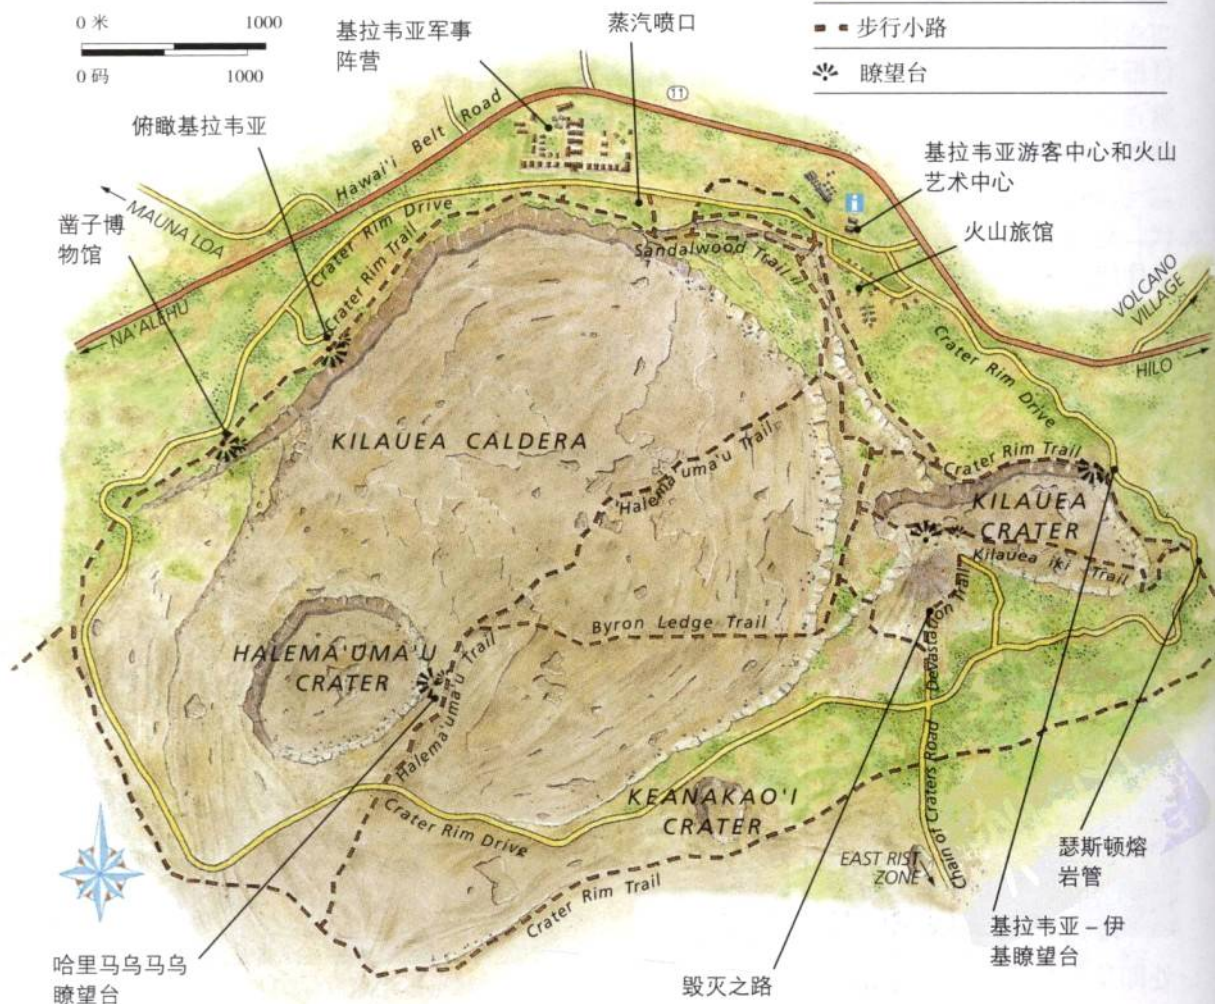 0 米 1000
0 码 1000
基拉韦亚军事
阵营
蒸汽喷口
步行小路
瞭望台
11
俯瞰基拉韦亚
Hawai'i Belt Road
基拉韦亚游客中心和火山
艺术中心
i
MAUNA LOA
凿子博
物馆
Crater Rim Drive
Crater Rim Trail
Sandalwood Trail
火山旅馆
VOLCANO
VILLAGE
NA'ALEHU
HILO
Crater Rim Drive
KILAUEA CALDERA
'Halema'uma'u Trail
Crater Rim Trail
KILAUEA
CRATER
Kilauea iki Trail
Byron Ledge Trail
HALEMA'UMA'U
CRATER
Halema'uma'u Trail
Halema'uma'u Trail
Devastation Trail
Chain of Craters Road
KEANAKAO'I
CRATER
Crater Rim Drive
EAST RIST
ZONE
Crater Rim Trail
瑟斯顿熔
岩管
基拉韦亚－伊
基瞭望台
哈里马乌马乌
瞭望台
毁灭之路